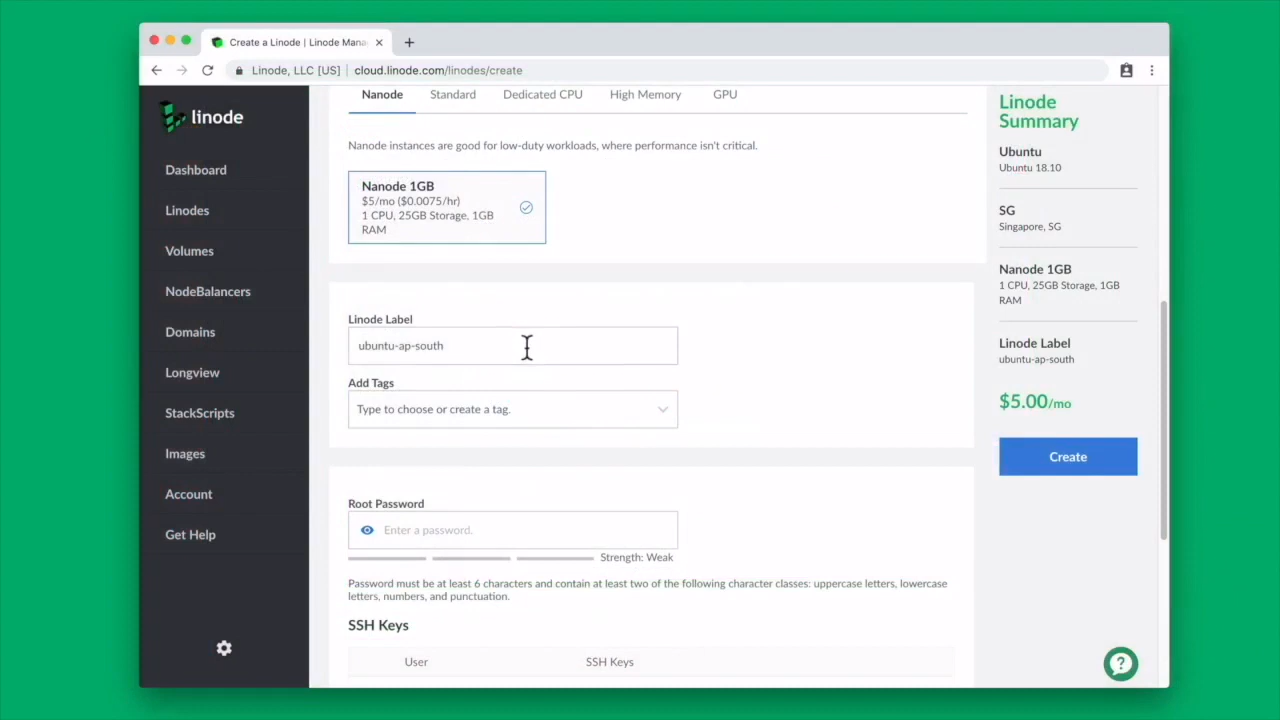 Create a Linode | Linode Mana
Linode, LLC [US] | cloud.linode.com/linodes/create
linode
Dashboard
Linodes
Volumes
NodeBalancers
Domains
Longview
StackScripts
Images
Account
Get Help
Nanode Standard Dedicated CPU High Memory GPU
Nanode instances are good for low-duty workloads, where performance isn't critical.
Nanode 1GB
$5/mo ($0.0075/hr)
1 CPU, 25GB Storage, 1GB
RAM
Linode Label
ubuntu-ap-south
Add Tags
Type to choose or create a tag.
Root Password
Enter a password.
Strength: Weak
Password must be at least 6 characters and contain at least two of the following character classes: uppercase letters, lowercase
letters, numbers, and punctuation.
SSH Keys
User SSH Keys
Linode
Summary
Ubuntu
Ubuntu 18.10
SG
Singapore, SG
Nanode 1GB
1 CPU, 25GB Storage, 1GB
RAM
Linode Label
ubuntu-ap-south
$5.00/mo
Create
?